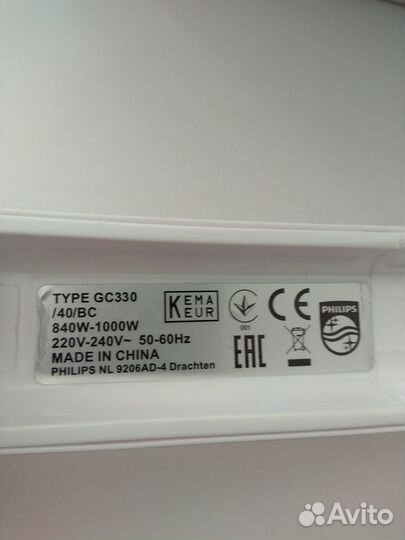 TYPE GC330
/40/BC
840W-1000W
220V-240V~ 50-60Hz
MADE IN CHINA
PHILIPS NL 9206AD-4 Drachten
KEMA
KEUR
001
CE
EAC
PHILIPS
Avito